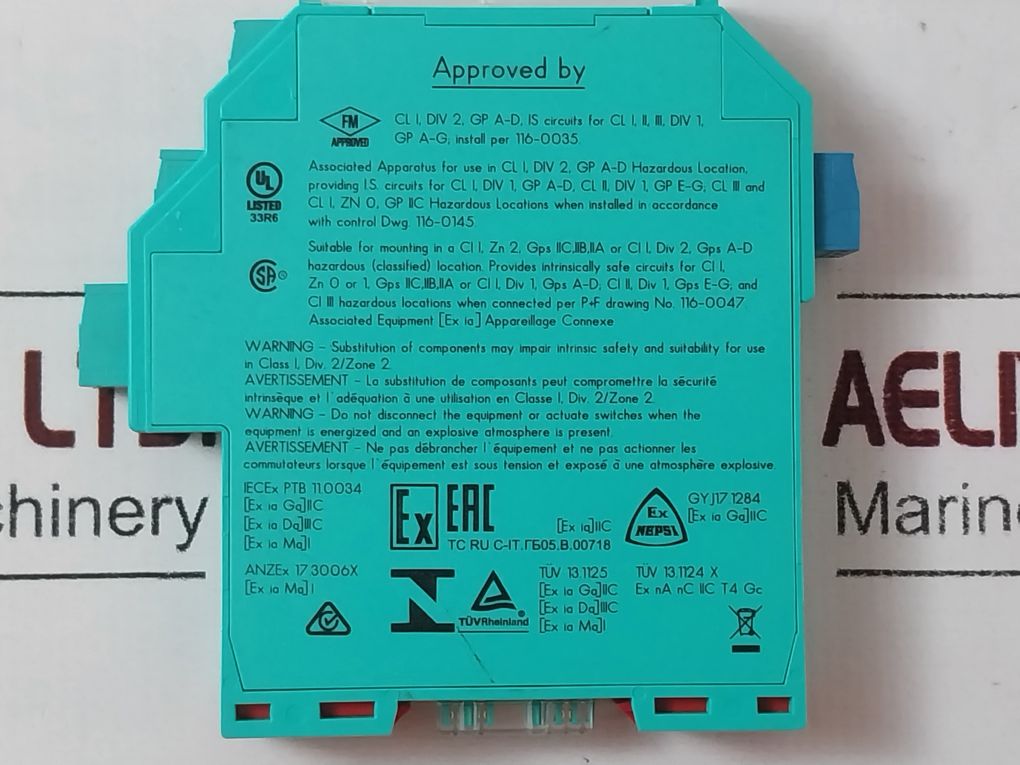 Approved by
FM
APPROVED
CL I, DIV 2, GP A-D, IS circuits for CL I, II, III, DIV 1,
GP A-G; install per 116-0035
UL
LISTED
33R6
Associated Apparatus for use in CL I, DIV 2, GP A-D Hazardous Location,
providing I.S. circuits for CL I, DIV 1, GP A-D, CL II, DIV 1, GP E-G; CL III and
CL I, ZN 0, GP IIC Hazardous Locations when installed in accordance
with control Dwg. 116-0145
SA
Suitable for mounting in a Cl I, Zn 2, Gps IIC,IIB,IIA or Cl I, Div 2, Gps A-D
hazardous (classified) location. Provides intrinsically safe circuits for Cl I,
Zn 0 or 1, Gps IIC,IIB,IIA or Cl I, Div 1, Gps A-D; Cl II, Div 1, Gps E-G; and
Cl III hazardous locations when connected per P+F drawing No. 116-0047
Associated Equipment [Ex ia] Appareillage Connexe
WARNING - Substitution of components may impair intrinsic safety and suitability for use
in Class I, Div. 2/Zone 2.
AVERTISSEMENT - La substitution de composants peut compromettre la sécurité
intrinsèque et l'adéquation à une utilisation en Classe I, Div. 2/Zone 2.
WARNING - Do not disconnect the equipment or actuate switches when the
equipment is energized and an explosive atmosphere is present.
AVERTISSEMENT - Ne pas débrancher l'équipement et ne pas actionner les
commutateurs lorsque l'équipement est sous tension et exposé à une atmosphère explosive.
IECEx PTB 11.0034
[Ex ia Ga]IIC
[Ex ia Da]IIIC
[Ex ia Ma]I
Ex
EAC
[Ex ia]IIC
TC RU C-IT.ГБ05.B.00718
Ex
NEPSI
GYJ17.1284
[Ex ia Ga]IIC
ANZEx 17.3006X
[Ex ia Ma] I
N
TÜVRheinland
®
TÜV 13.1125
[Ex ia Ga]IIC
[Ex ia Da]IIIC
[Ex ia Ma]I
TÜV 13.1124 X
Ex nA nC IIC T4 Gc
AELI
chinery
Marine